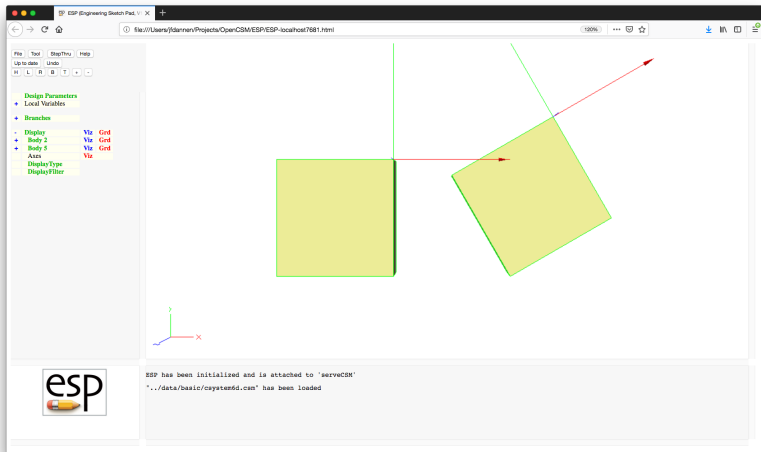 ESP (Engineering Sketch Pad, V
file:///Users/jfdannen/Projects/OpenCSM/ESP/ESP-localhost7681.html
120%
File Tool StepThru Help
Up to date Undo
H L R B T + -
Design Parameters
+ Local Variables
+ Branches
- Display Viz Grd
+ Body 2 Viz Grd
+ Body 5 Viz Grd
Axes Viz
DisplayType
DisplayFilter
y
x
esp
ESP has been initialized and is attached to 'serveCSM'
"../data/basic/csystem6d.csm" has been loaded